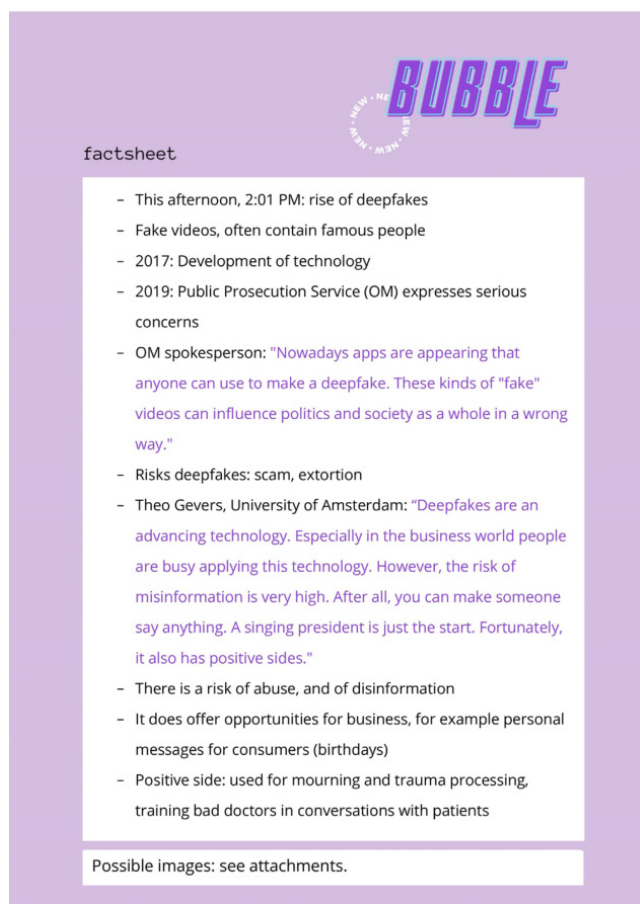 BUBBLE
NEW • NEW • NEW • NEW • NEW
factsheet
– This afternoon, 2:01 PM: rise of deepfakes
– Fake videos, often contain famous people
– 2017: Development of technology
– 2019: Public Prosecution Service (OM) expresses serious
concerns
– OM spokesperson: "Nowadays apps are appearing that
anyone can use to make a deepfake. These kinds of "fake"
videos can influence politics and society as a whole in a wrong
way."
– Risks deepfakes: scam, extortion
– Theo Gevers, University of Amsterdam: “Deepfakes are an
advancing technology. Especially in the business world people
are busy applying this technology. However, the risk of
misinformation is very high. After all, you can make someone
say anything. A singing president is just the start. Fortunately,
it also has positive sides."
– There is a risk of abuse, and of disinformation
– It does offer opportunities for business, for example personal
messages for consumers (birthdays)
– Positive side: used for mourning and trauma processing,
training bad doctors in conversations with patients
Possible images: see attachments.